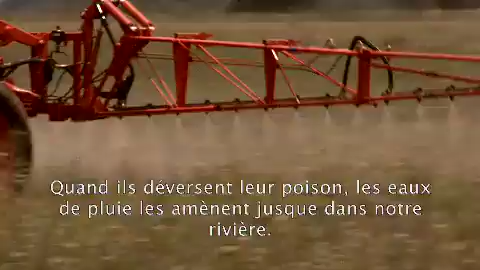 Quand ils déversent leur poison, les eaux
de pluie les amènent jusque dans notre
rivière.